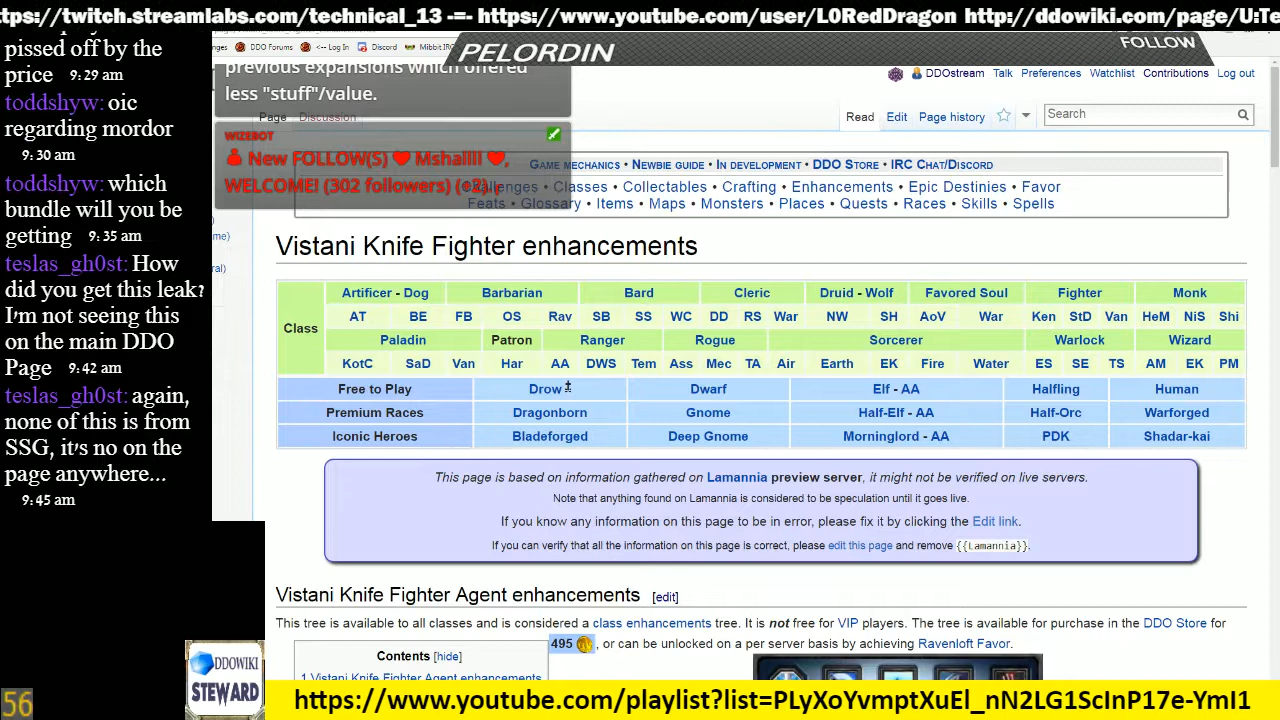 ttps://twitch.streamlabs.com/technical_13 -=- https://www.youtube.com/user/L0RedDragon http://ddowiki.com/page/U:Te
pissed off by the
price 9:29 am
toddshyw: oic
regarding mordor
9:30 am
toddshyw: which
bundle will you be
getting 9:35 am
teslas_gh0st: How
did you get this leak?
I'm not seeing this
on the main DDO
Page 9:42 am
teslas_gh0st: again,
none of this is from
SSG, it's no on the
page anywhere...
9:45 am
56
nges DDO Forums <-- Log In Discord Mibbit IRC
PELORDIN
FOLLOW
previous expansions which offered
less "stuff"/value.
WIZEBOT
New FOLLOW(S) ♥ Mshallll ♥,
WELCOME! (302 followers) (+2)
DDOstream Talk Preferences Watchlist Contributions Log out
Page Discussion
Read Edit Page history Search
Game mechanics • Newbie guide • In development • DDO Store • IRC Chat/Discord
Challenges • Classes • Collectables • Crafting • Enhancements • Epic Destinies • Favor
Feats • Glossary • Items • Maps • Monsters • Places • Quests • Races • Skills • Spells
me)
ral)
Vistani Knife Fighter enhancements
Class
Artificer - Dog Barbarian Bard Cleric Druid - Wolf Favored Soul Fighter Monk
AT BE FB OS Rav SB SS WC DD RS War NW SH AoV War Ken StD Van HeM NiS Shi
Paladin Patron Ranger Rogue Sorcerer Warlock Wizard
KotC SaD Van Har AA DWS Tem Ass Mec TA Air Earth EK Fire Water ES SE TS AM EK PM
Free to Play Drow Dwarf Elf - AA Halfling Human
Premium Races Dragonborn Gnome Half-Elf - AA Half-Orc Warforged
Iconic Heroes Bladeforged Deep Gnome Morninglord - AA PDK Shadar-kai
This page is based on information gathered on Lamannia preview server, it might not be verified on live servers.
Note that anything found on Lamannia is considered to be speculation until it goes live.
If you know any information on this page to be in error, please fix it by clicking the Edit link.
If you can verify that all the information on this page is correct, please edit this page and remove {{Lamannia}}.
Vistani Knife Fighter Agent enhancements [edit]
This tree is available to all classes and is considered a class enhancements tree. It is not free for VIP players. The tree is available for purchase in the DDO Store for
495 , or can be unlocked on a per server basis by achieving Ravenloft Favor.
Contents [hide]
1 Vistani Knife Fighter Agent enhancements
DDOWIKI
STEWARD
https://www.youtube.com/playlist?list=PLyXoYvmptXuEl_nN2LG1ScInP17e-YmI1